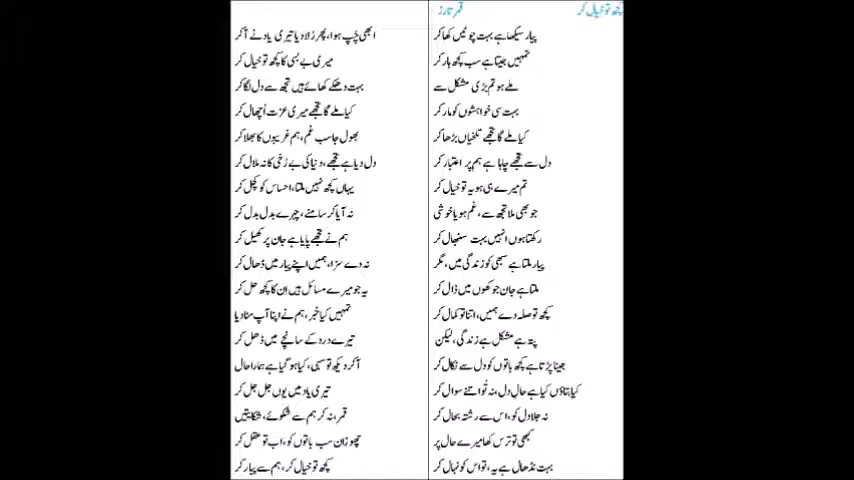 کچھ تو خیال کر
قمر تارز
پیار سیکھا ہے بہت چوٹیں کھا کر
تمہیں جیتا ہے سب کچھ ہار کر
ملے ہو تم بڑی مشکل سے
بہت سی خواہشوں کو مار کر
کیا ملے گا تجھے تلخیاں بڑھا کر
دل سے تجھے چاہا ہے ہم پر اعتبار کر
تم میرے ہی ہو یہ تو خیال کر
جو بھی ملا تجھ سے، غم ہو یا خوشی
رکھتا ہوں انہیں بہت سنبھال کر
پیار ملتا ہے سبھی کو زندگی میں، مگر
ملتا ہے جان جوکھوں میں ڈال کر
کچھ تو صلہ دے ہمیں، اتنا تو کمال کر
پتہ ہے مشکل ہے زندگی، لیکن
جینا پڑتا ہے کچھ باتوں کو دل سے نکال کر
کیا بتاؤں کیا ہے حالِ دل، نہ تُو اتنے سوال کر
نہ جلا دل کو، اس سے رشتہ بحال کر
کبھی تو ترس کھا میرے حال پر
بہت نڈھال ہے یہ، تو اس کو نہال کر
ابھی چُپ ہوا، پھر رُلا دیا تیری یاد نے آ کر
میری بے بسی کا کچھ تو خیال کر
بہت دھکے کھائے ہیں تجھ سے دل لگا کر
کیا ملے گا تجھے میری عزت اُچھال کر
بھول جا سب غم، ہم غریبوں کا بھلا کر
دل دیا ہے تجھے، دنیا کی بے رُخی کا نہ ملال کر
یہاں کچھ نہیں ملتا، احساس کو کچل کر
نہ آیا کر سامنے، چہرے بدل بدل کر
ہم نے تجھے پایا ہے جان پر کھیل کر
نہ دے سزا، ہمیں اپنے پیار میں ڈھال کر
یہ جو میرے مسائل ہیں ان کا کچھ حل کر
تمہیں کیا خبر، ہم نے اپنا آپ مٹا دیا
تیرے درد کے سانچے میں ڈھل کر
آ کر دیکھ تو سہی، کیا ہو گیا ہے ہمارا حال
تیری یاد میں یوں جل جل کر
قمر، نہ کر ہم سے شکوئے، شکایتیں
چھوڑ ان سب باتوں کو، اب تو عقل کر
کچھ تو خیال کر، ہم سے پیار کر